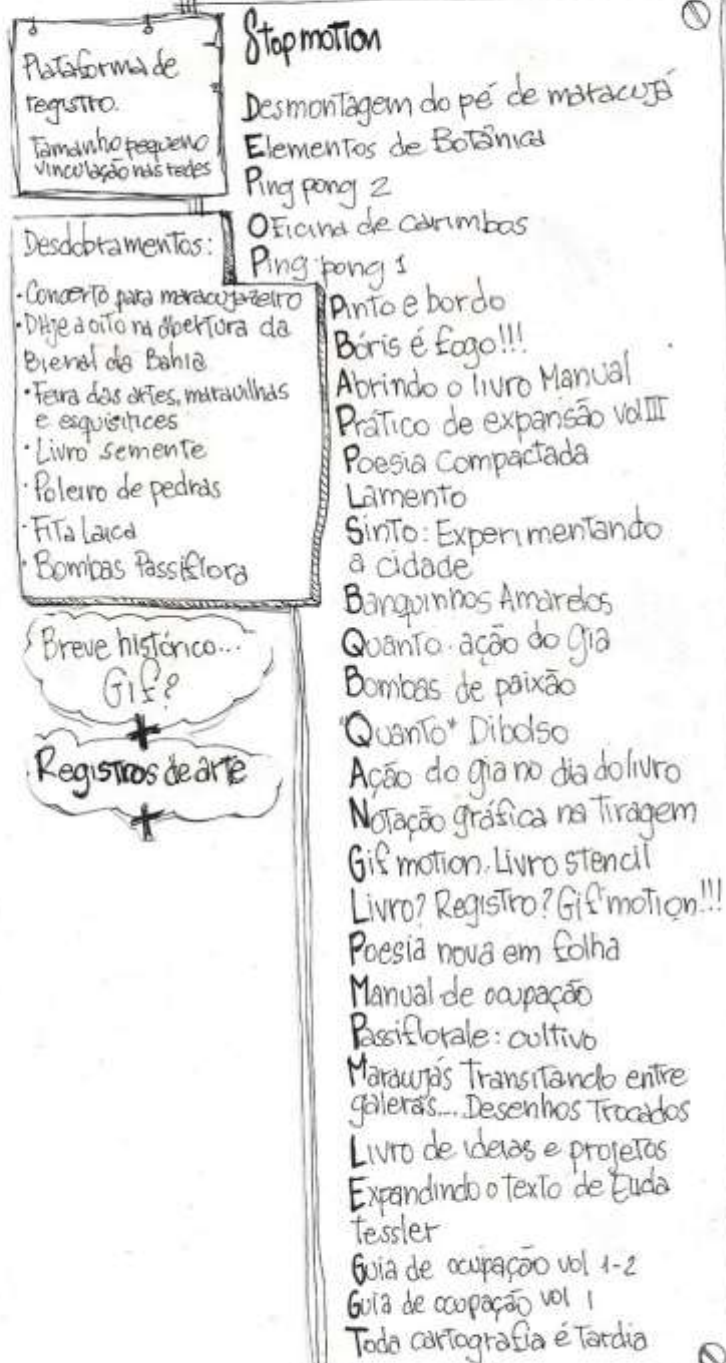 Plataforma de
registro.
Tamanho pequeno
vinculação nas redes
Desdobramentos:
·Concerto para maracujazeiro
·DHje a oito na abertura da
Bienal da Bahia
·Feira das artes, maravilhas
e esquisitices
·Livro semente
·Poleiro de pedras
·Fita Laica
·Bombas Passiflora
Breve histórico...
Gif?
+
Registros de arte
+
Stopmotion
Desmontagem do pé de maracujá
Elementos de Botânica
Ping pong 2
Oficina de carimbos
Ping pong 1
Pinto e bordo
Bóris é fogo!!!
Abrindo o livro Manual
Prático de expansão vol III
Poesia Compactada
Lamento
Sinto: Experimentando
a cidade
Banquinhos Amarelos
Quanto. ação do Gia
Bombas de paixão
"Quanto" Dibolso
Ação do gia no dia do livro
Notação gráfica na Tiragem
Gif motion. Livro stencil
Livro? Registro? Gif motion!!!
Poesia nova em folha
Manual de ocupação
Passiflorale: cultivo
Maracujás Transitando entre
galeras.... Desenhos Trocados
Livro de ideias e projetos
Expandindo o texto de Euda
tessler
Guia de ocupação vol 1-2
Guia de ocupação vol 1
Toda cartografia é Tardia